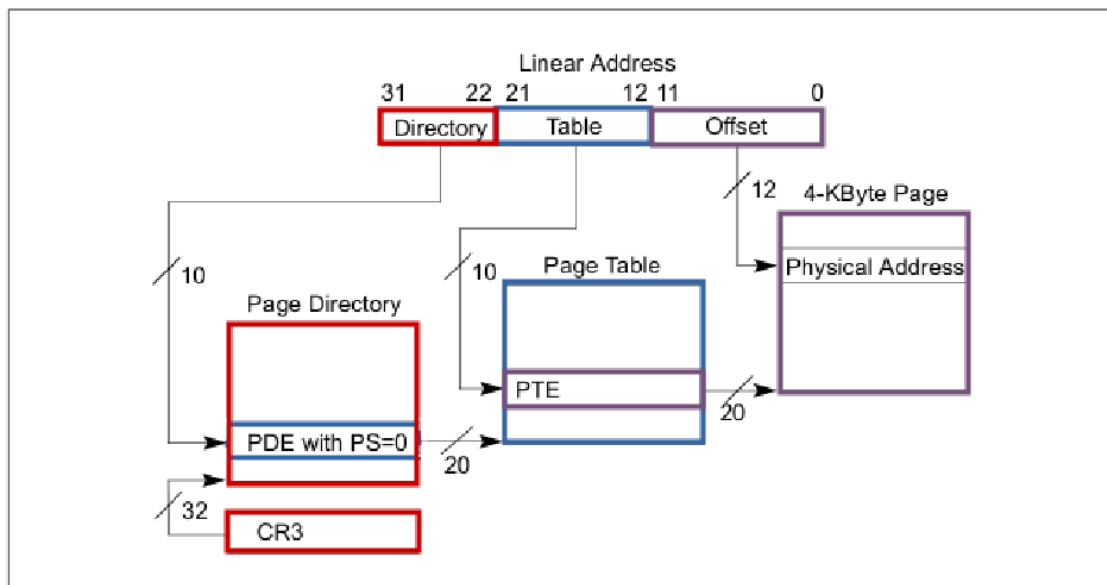 Linear Address
31 22 21 12 11 0
Directory Table Offset
12
4-KByte Page
10
10
Page Table
Physical Address
Page Directory
PTE
20
PDE with PS=0
20
32
CR3